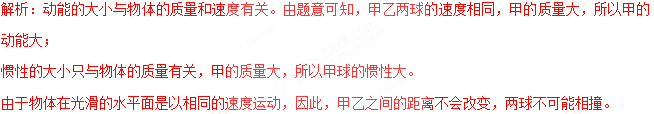 解析：动能的大小与物体的质量和速度有关。由题意可知，甲乙两球的速度相同，甲的质量大，所以甲的
动能大；
惯性的大小只与物体的质量有关，甲的质量大，所以甲球的惯性大。
由于物体在光滑的水平面是以相同的速度运动，因此，甲乙之间的距离不会改变，两球不可能相撞。